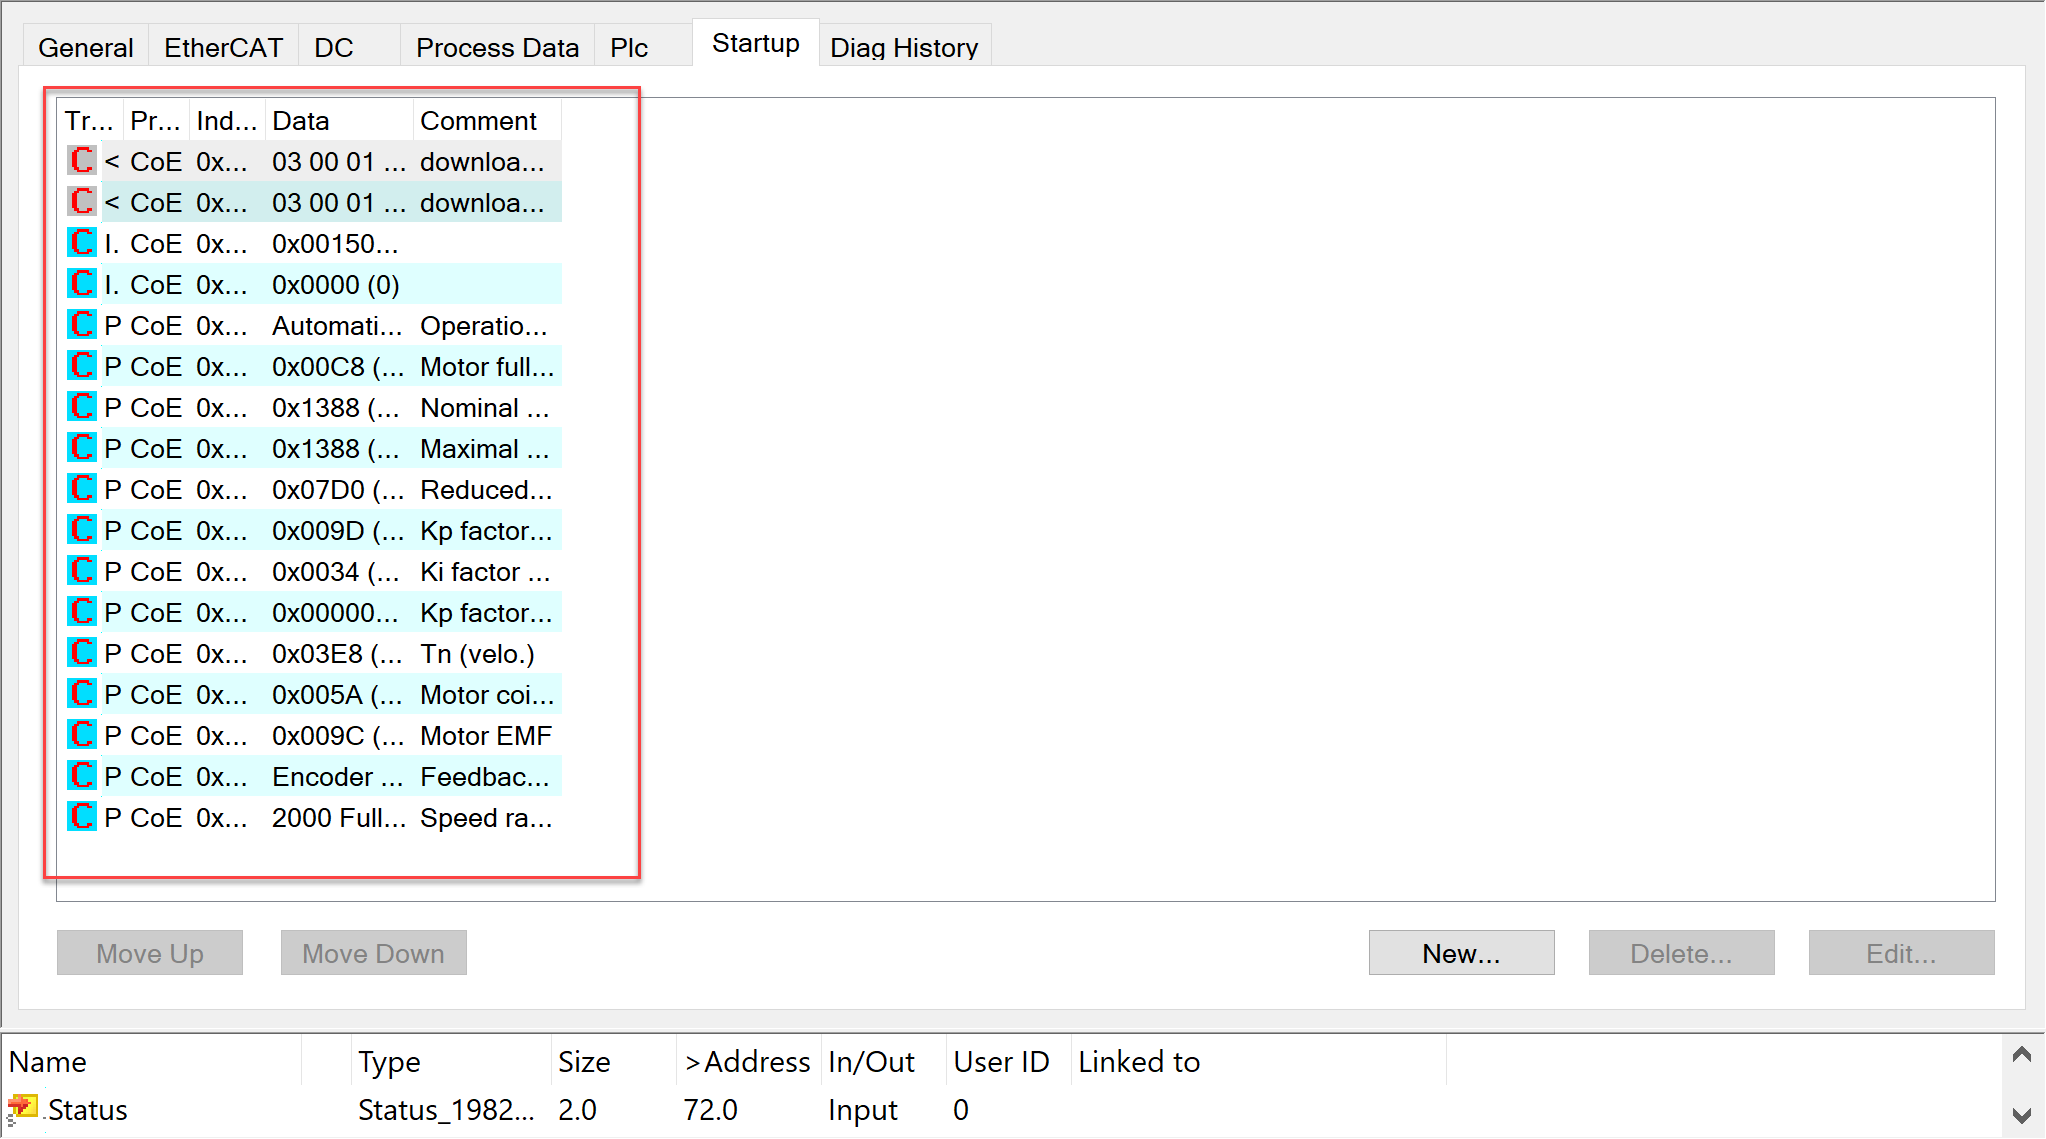 General EtherCAT DC Process Data Plc Startup Diag History
Tr... Pr... Ind... Data Comment
C < CoE 0x... 03 00 01 ... downloa...
C < CoE 0x... 03 00 01 ... downloa...
C I. CoE 0x... 0x00150...
C I. CoE 0x... 0x0000 (0)
C P CoE 0x... Automati... Operatio...
C P CoE 0x... 0x00C8 (... Motor full...
C P CoE 0x... 0x1388 (... Nominal ...
C P CoE 0x... 0x1388 (... Maximal ...
C P CoE 0x... 0x07D0 (... Reduced...
C P CoE 0x... 0x009D (... Kp factor...
C P CoE 0x... 0x0034 (... Ki factor ...
C P CoE 0x... 0x00000... Kp factor...
C P CoE 0x... 0x03E8 (... Tn (velo.)
C P CoE 0x... 0x005A (... Motor coi...
C P CoE 0x... 0x009C (... Motor EMF
C P CoE 0x... Encoder ... Feedbac...
C P CoE 0x... 2000 Full... Speed ra...
Move Up Move Down New... Delete... Edit...
Name Type Size >Address In/Out User ID Linked to
Status Status_1982... 2.0 72.0 Input 0